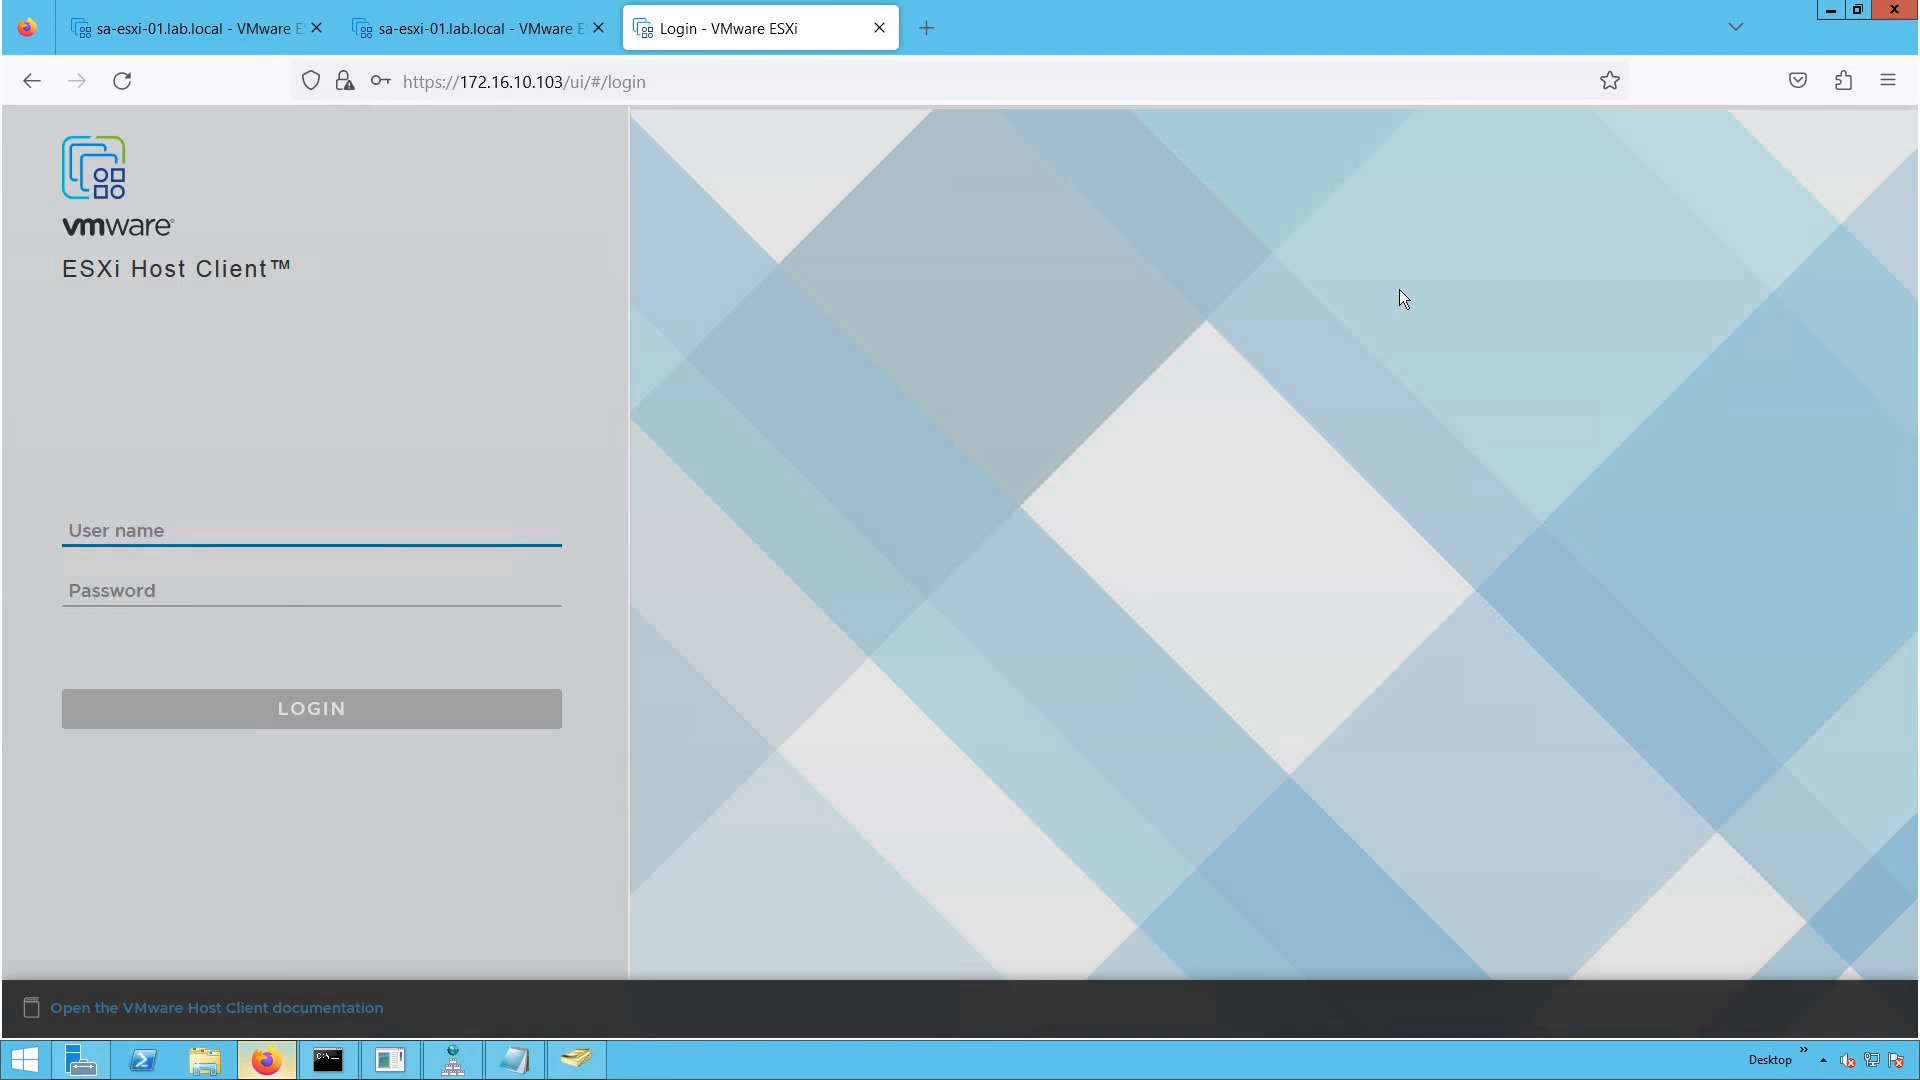 sa-esxi-01.lab.local - VMware ES
sa-esxi-01.lab.local - VMware E
Login - VMware ESXi
https://172.16.10.103/ui/#/login
vmware®
ESXi Host Client™
User name
Password
LOGIN
Open the VMware Host Client documentation
C:\_
Desktop